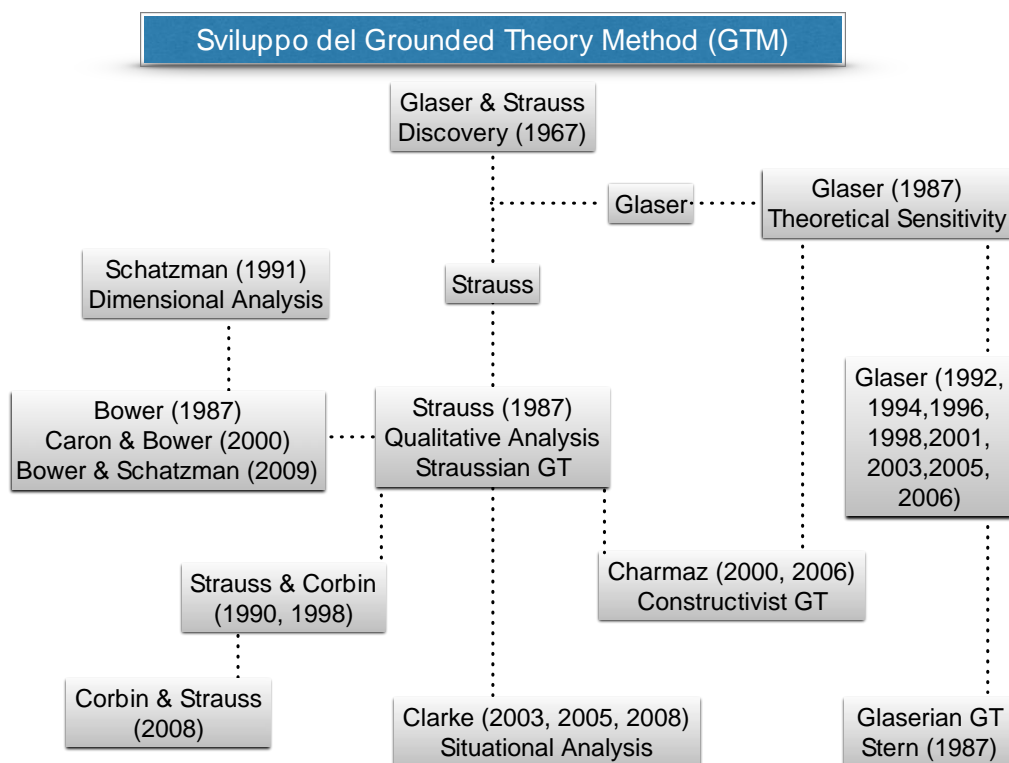 Sviluppo del Grounded Theory Method (GTM)
Glaser & Strauss
Discovery (1967)
Glaser
Glaser (1987)
Theoretical Sensitivity
Schatzman (1991)
Dimensional Analysis
Strauss
Bower (1987)
Caron & Bower (2000)
Bower & Schatzman (2009)
Strauss (1987)
Qualitative Analysis
Straussian GT
Glaser (1992,
1994,1996,
1998,2001,
2003,2005,
2006)
Strauss & Corbin
(1990, 1998)
Charmaz (2000, 2006)
Constructivist GT
Corbin & Strauss
(2008)
Clarke (2003, 2005, 2008)
Situational Analysis
Glaserian GT
Stern (1987)